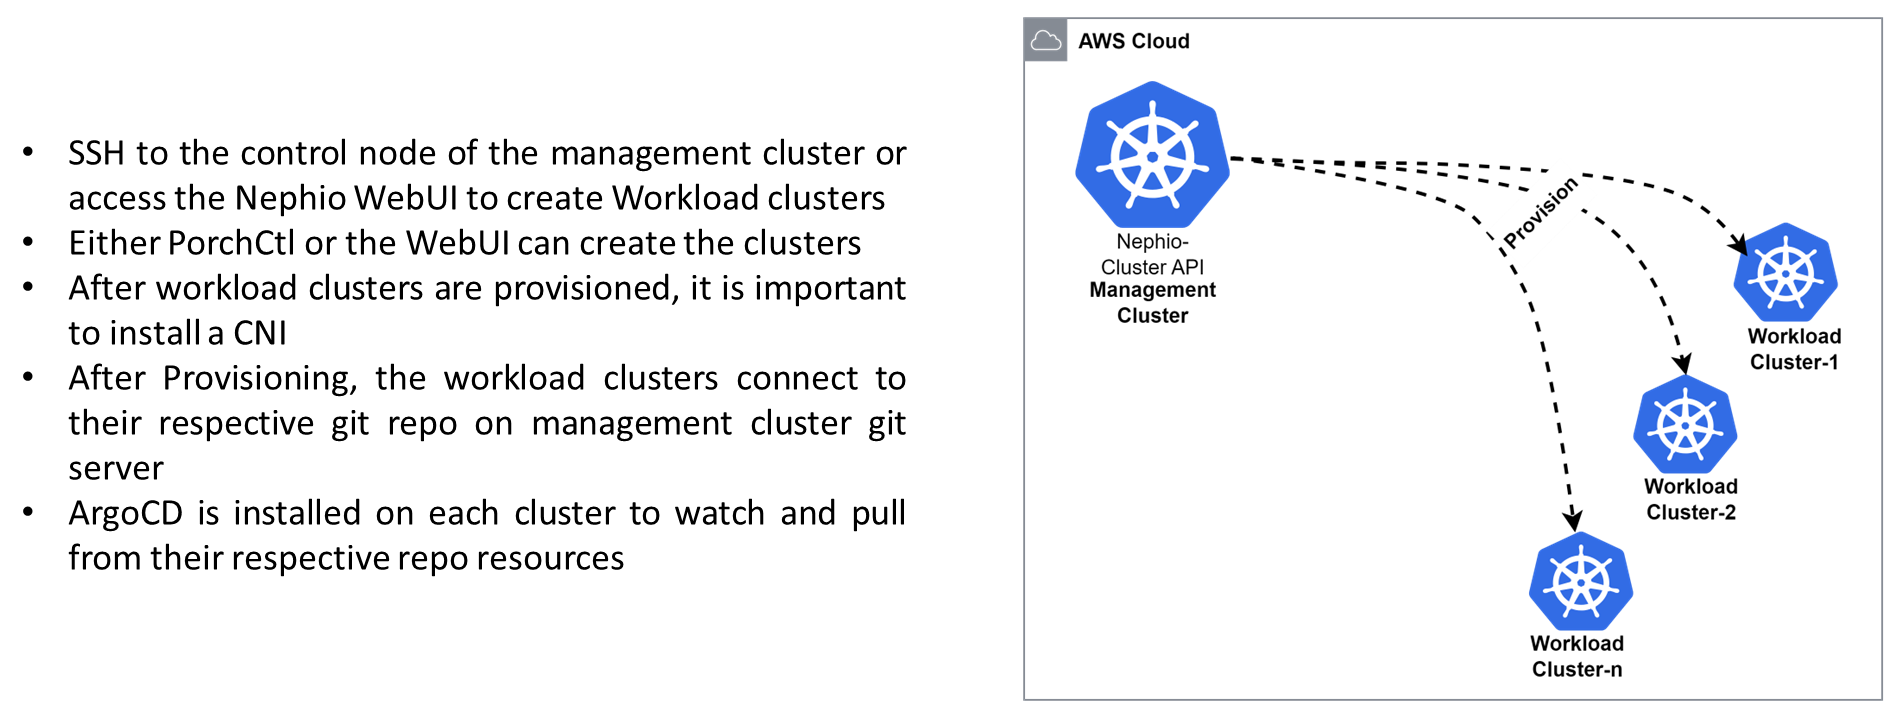 • SSH to the control node of the management cluster or
access the Nephio WebUI to create Workload clusters
• Either PorchCtl or the WebUI can create the clusters
• After workload clusters are provisioned, it is important
to install a CNI
• After Provisioning, the workload clusters connect to
their respective git repo on management cluster git
server
• ArgoCD is installed on each cluster to watch and pull
from their respective repo resources
AWS Cloud
Nephio-
Cluster API
Management
Cluster
Provision
Workload
Cluster-1
Workload
Cluster-2
Workload
Cluster-n